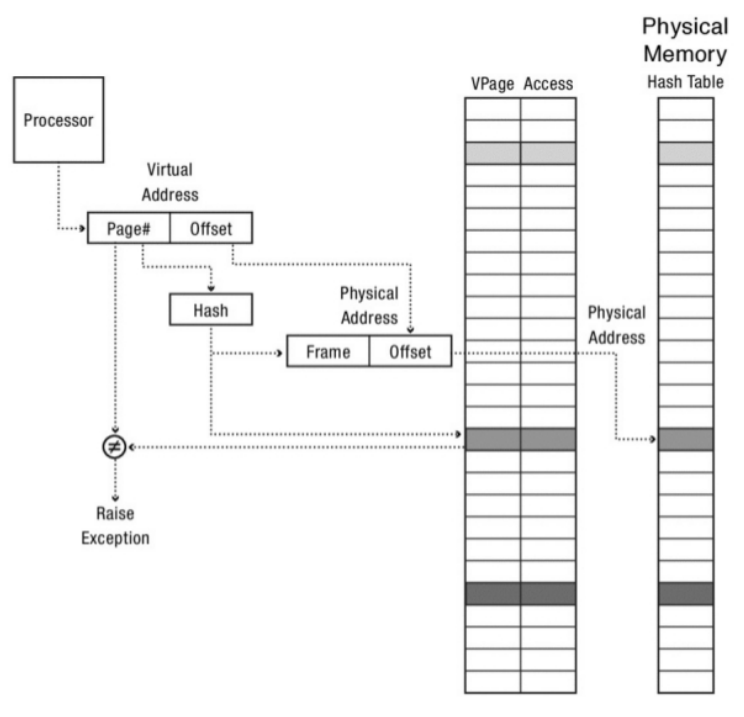 Physical
Memory
VPage Access
Hash Table
Processor
Virtual
Address
Page#
Offset
Hash
Physical
Address
Physical
Address
Frame
Offset
≠
Raise
Exception